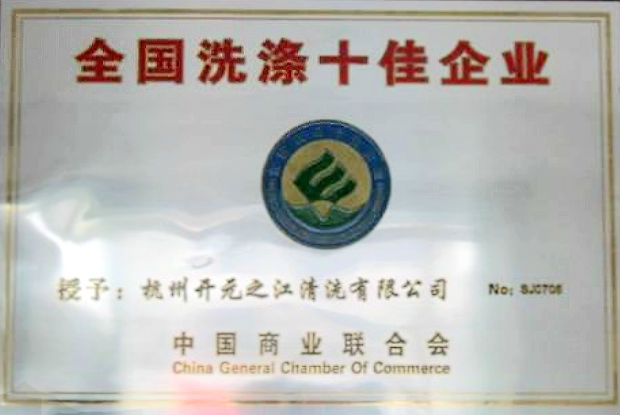 全国洗涤十佳企业
授予：杭州开元之江清洗有限公司 No: SJ0706
中国商业联合会
China General Chamber Of Commerce